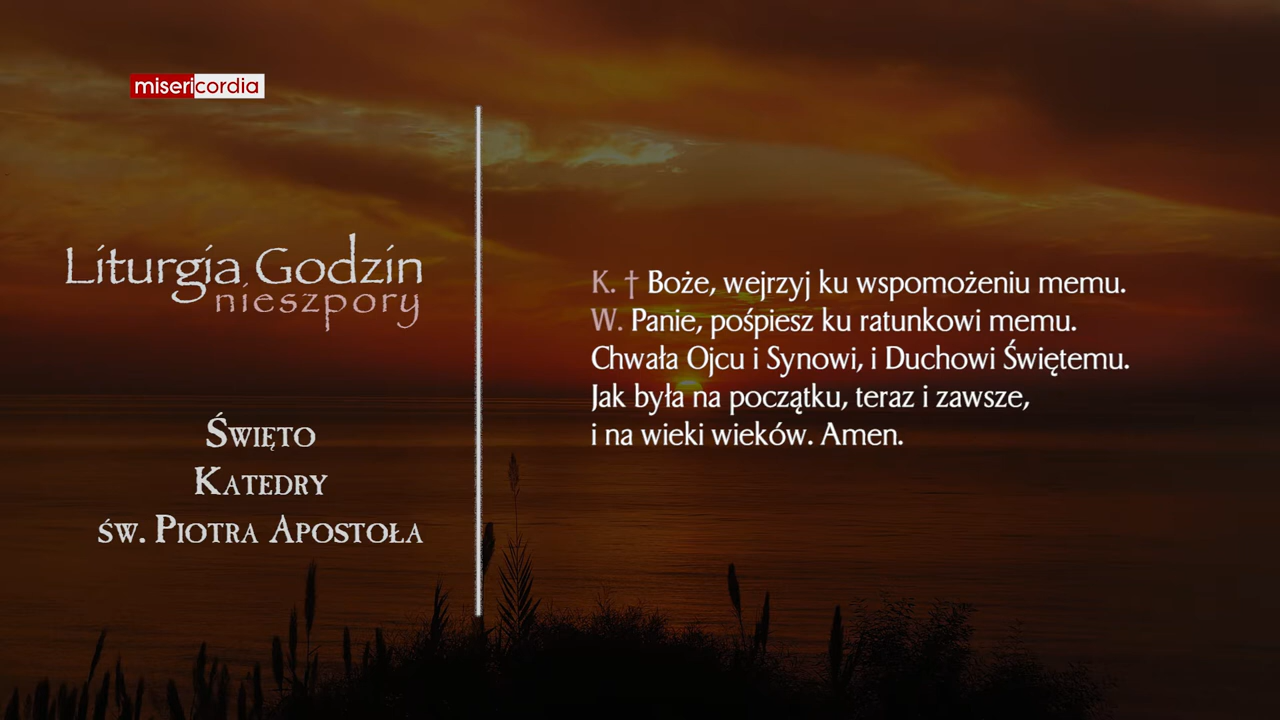 misericordia
Liturgia Godzin
nieszpory
Święto
Katedry
św. Piotra Apostoła
K. † Boże, wejrzyj ku wspomożeniu memu.
W. Panie, pośpiesz ku ratunkowi memu.
Chwała Ojcu i Synowi, i Duchowi Świętemu.
Jak była na początku, teraz i zawsze,
i na wieki wieków. Amen.